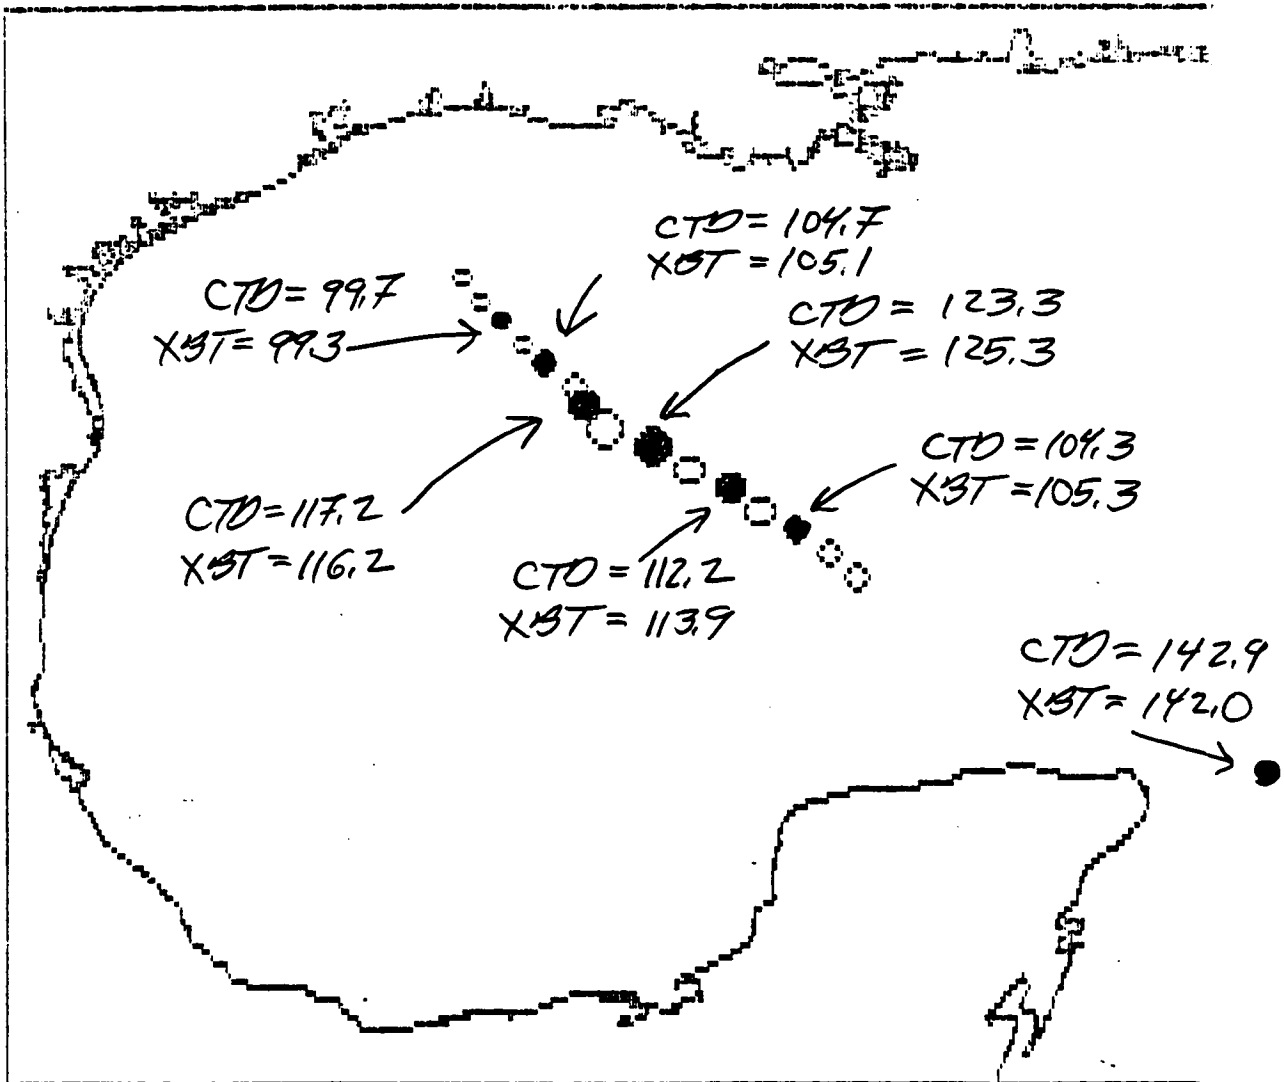 CTD = 104.7
XBT = 105.1
CTD = 99.7
XBT = 99.3
CTD = 123.3
XBT = 125.3
CTD = 104.3
XBT = 105.3
CTD = 117.2
XBT = 116.2
CTD = 112.2
XBT = 113.9
CTD = 142.9
XBT = 142.0